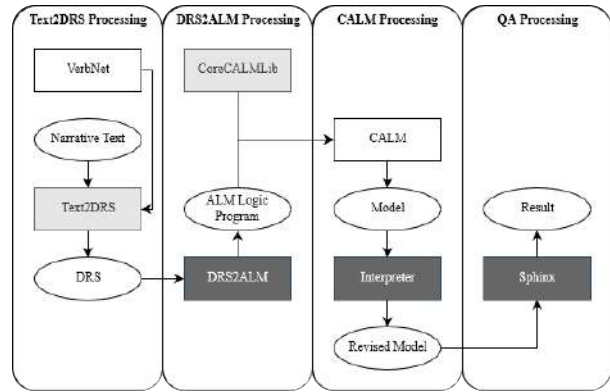 Text2DRS Processing
VerbNet
Narrative Text
Text2DRS
DRS
DRS2ALM Processing
CoreCALMLib
ALM Logic
Program
DRS2ALM
CALM Processing
CALM
Model
Interpreter
Revised Model
QA Processing
Result
Sphinx